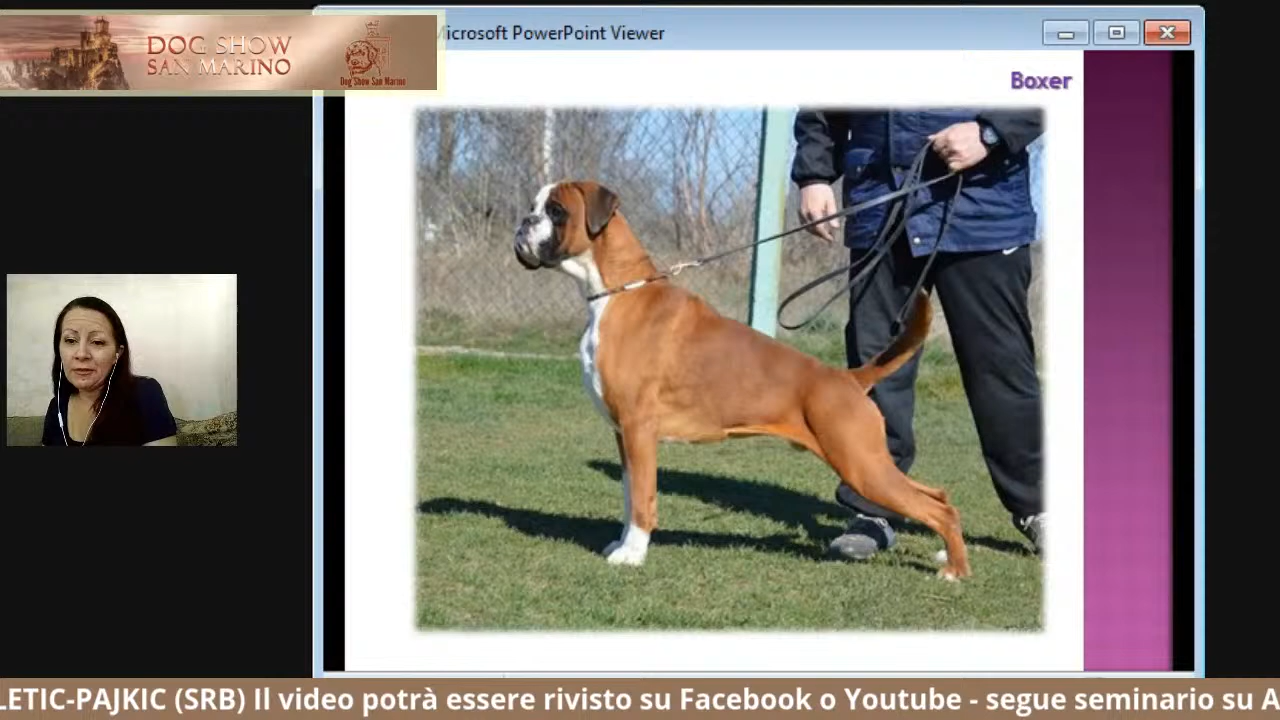 DOG SHOW
SAN MARINO
Dog Show San Marino
icrosoft PowerPoint Viewer
Boxer
LETIC-PAJKIC (SRB) Il video potrà essere rivisto su Facebook o Youtube - segue seminario su A